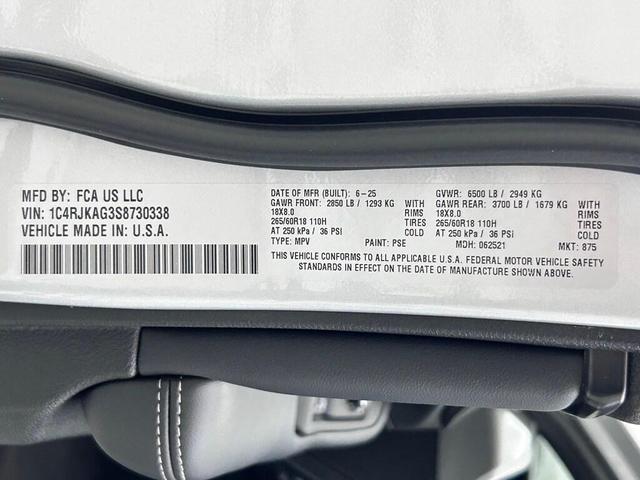 MFD BY: FCA US LLC
VIN: 1C4RJKAG3S8730338
VEHICLE MADE IN: U.S.A.
DATE OF MFR (BUILT): 6-25
GAWR FRONT: 2850 LB / 1293 KG WITH
18X8.0 RIMS
265/60R18 110H TIRES
AT 250 kPa / 36 PSI COLD
TYPE: MPV PAINT: PSE
GVWR: 6500 LB / 2949 KG
GAWR REAR: 3700 LB / 1679 KG WITH
18X8.0 RIMS
265/60R18 110H TIRES
AT 250 kPa / 36 PSI COLD
MDH: 062521 MKT: 875
THIS VEHICLE CONFORMS TO ALL APPLICABLE U.S.A. FEDERAL MOTOR VEHICLE SAFETY
STANDARDS IN EFFECT ON THE DATE OF MANUFACTURE SHOWN ABOVE.